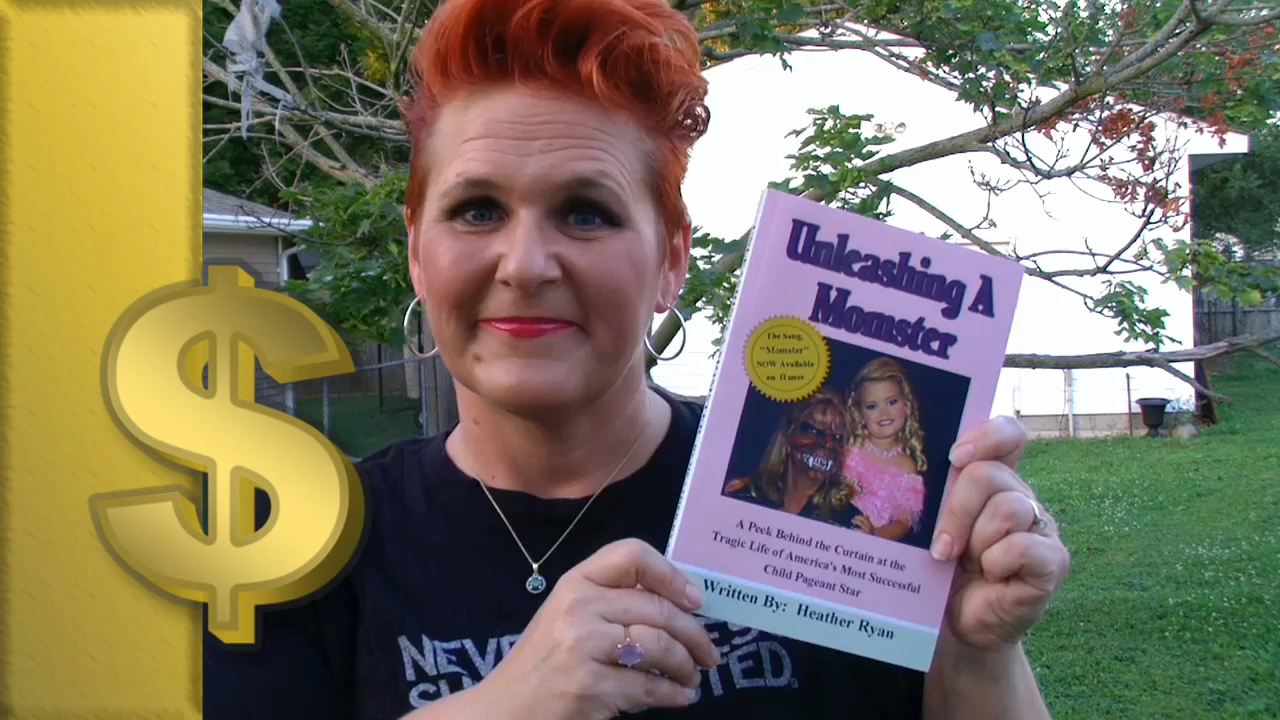 $
Unleashing A
Momster
The Song,
"Momster"
NOW Available
on iTunes
A Peek Behind the Curtain at the
Tragic Life of America's Most Successful
Child Pageant Star
Written By: Heather Ryan
NEVE